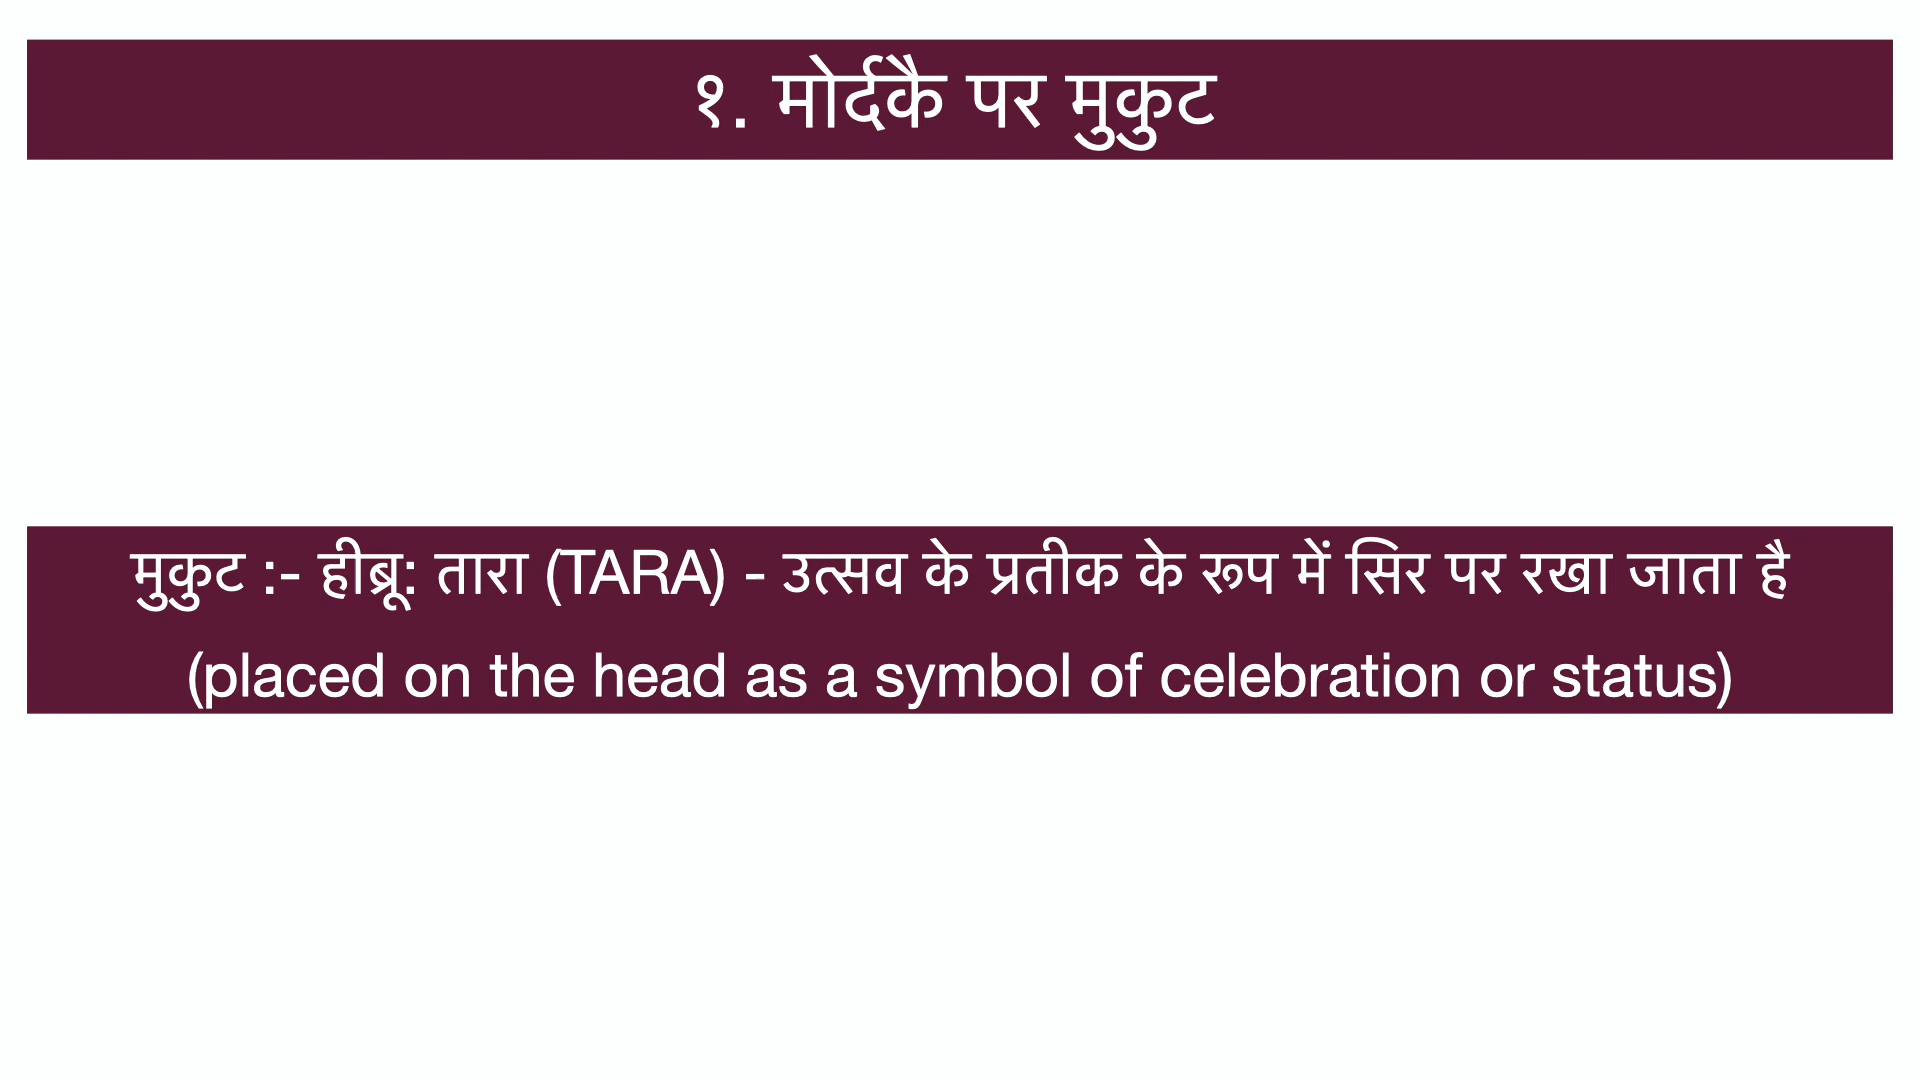 १. मोर्दकै पर मुकुट
मुकुट :- हीब्रू: तारा (TARA) - उत्सव के प्रतीक के रूप में सिर पर रखा जाता है
(placed on the head as a symbol of celebration or status)